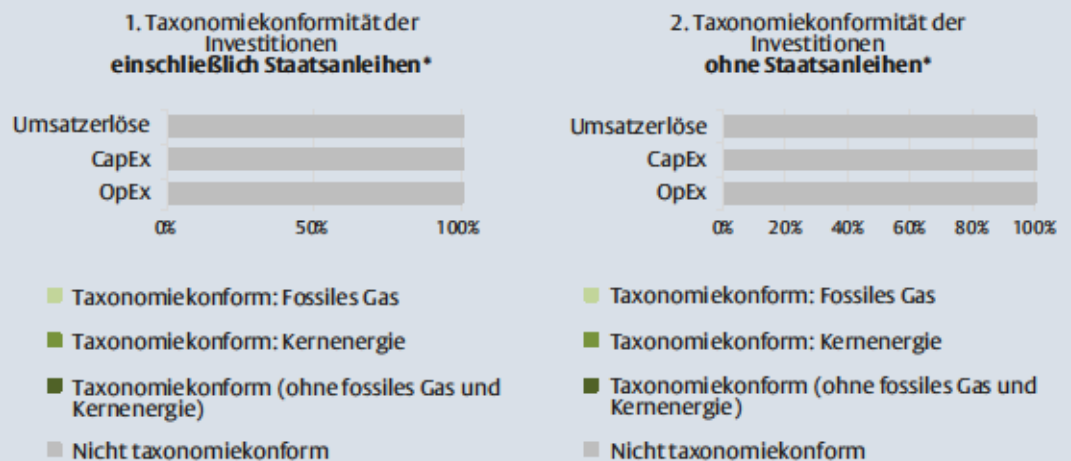 1. Taxonomiekonformität der
Investitionen
einschließlich Staatsanleihen*
Umsatzerlöse
CapEx
OpEx
0% 50% 100%
Taxonomiekonform: Fossiles Gas
Taxonomiekonform: Kernenergie
Taxonomiekonform (ohne fossiles Gas und
Kernenergie)
Nicht taxonomiekonform
2. Taxonomiekonformität der
Investitionen
ohne Staatsanleihen*
Umsatzerlöse
CapEx
OpEx
0% 20% 40% 60% 80% 100%
Taxonomiekonform: Fossiles Gas
Taxonomiekonform: Kernenergie
Taxonomiekonform (ohne fossiles Gas und
Kernenergie)
Nicht taxonomiekonform